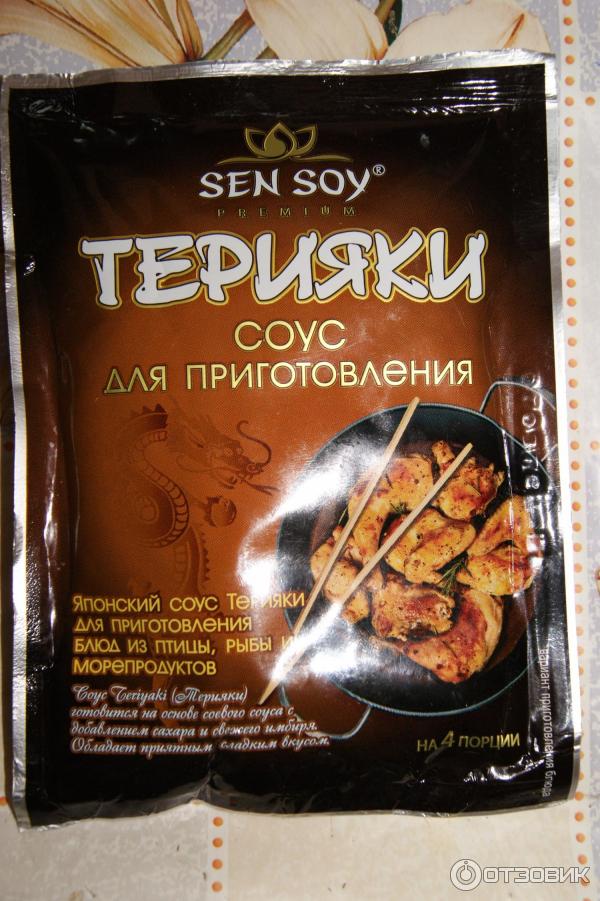 SEN SOY®
PREMIUM
ТЕРИЯКИ
СОУС
ДЛЯ ПРИГОТОВЛЕНИЯ
ЯПОНСКИЙ СОУС ТЕРИЯКИ
ДЛЯ ПРИГОТОВЛЕНИЯ
БЛЮД ИЗ ПТИЦЫ, РЫБЫ И
МОРЕПРОДУКТОВ
Соус Teriyaki (Терияки)
готовится на основе соевого соуса с
добавлением сахара и свежего имбиря.
Обладает приятным сладким вкусом.
НА 4 ПОРЦИИ
вариант приготовления блюда
ОТЗОВИК